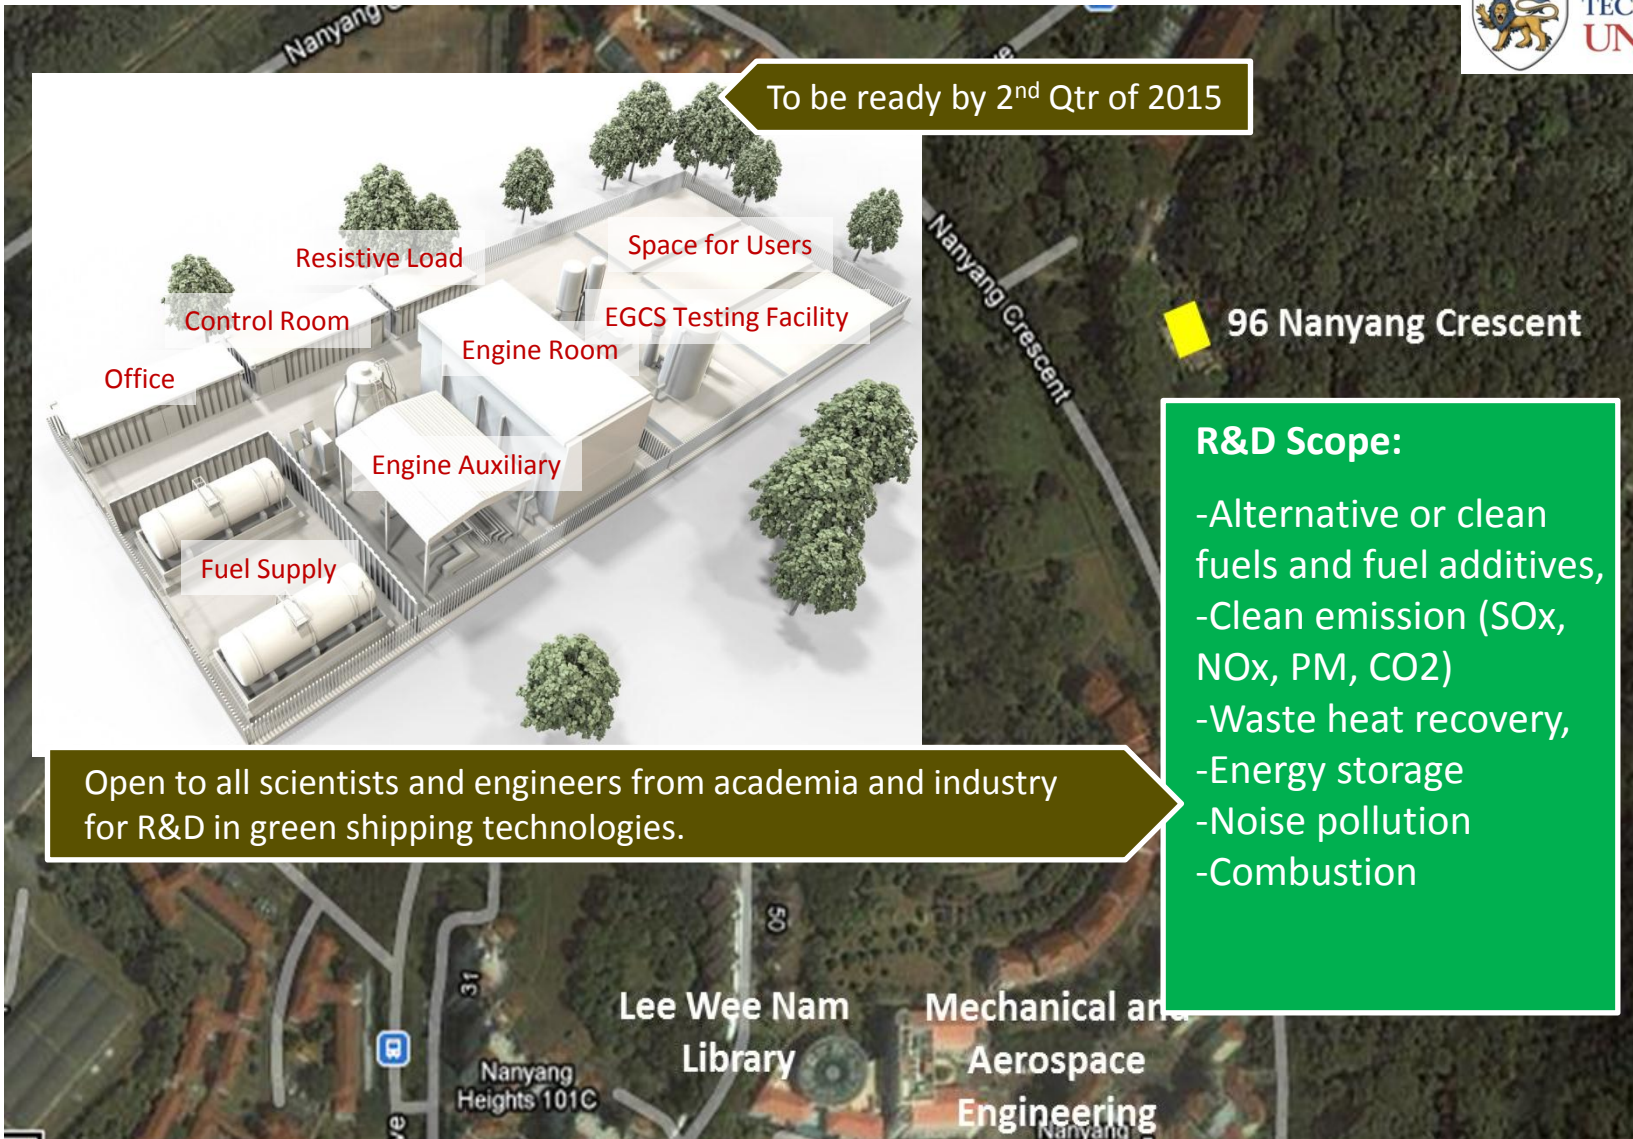 Nanyang
TEC
UN
To be ready by 2nd Qtr of 2015
Resistive Load
Space for Users
Control Room
EGCS Testing Facility
Engine Room
Office
Engine Auxiliary
Fuel Supply
Nanyang Crescent
96 Nanyang Crescent
R&D Scope:
-Alternative or clean
fuels and fuel additives,
-Clean emission (SOx,
NOx, PM, CO2)
-Waste heat recovery,
-Energy storage
-Noise pollution
-Combustion
Open to all scientists and engineers from academia and industry
for R&D in green shipping technologies.
50
31
Lee Wee Nam
Library
Mechanical and
Aerospace
Engineering
Nanyang
Heights 101C
Nanyang